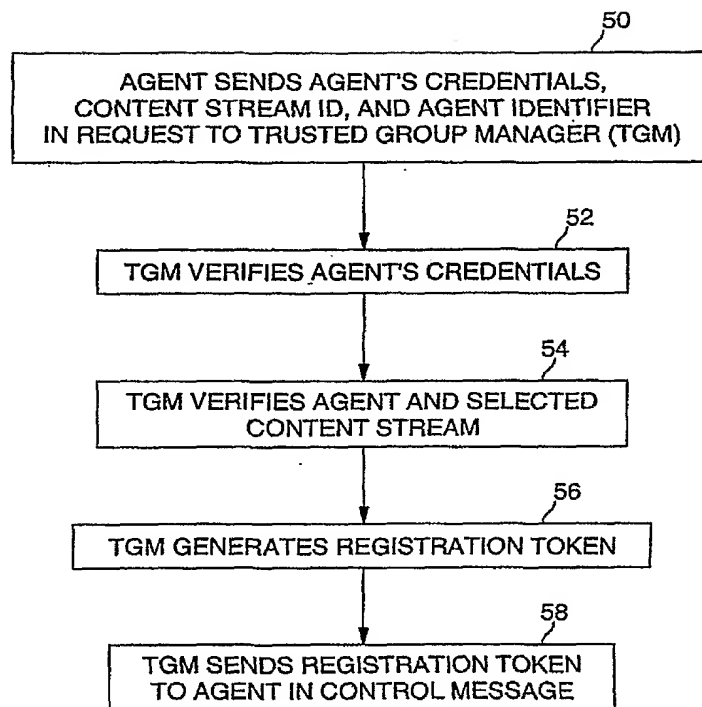 50
AGENT SENDS AGENT'S CREDENTIALS,
CONTENT STREAM ID, AND AGENT IDENTIFIER
IN REQUEST TO TRUSTED GROUP MANAGER (TGM)
52
TGM VERIFIES AGENT'S CREDENTIALS
54
TGM VERIFIES AGENT AND SELECTED
CONTENT STREAM
56
TGM GENERATES REGISTRATION TOKEN
58
TGM SENDS REGISTRATION TOKEN
TO AGENT IN CONTROL MESSAGE